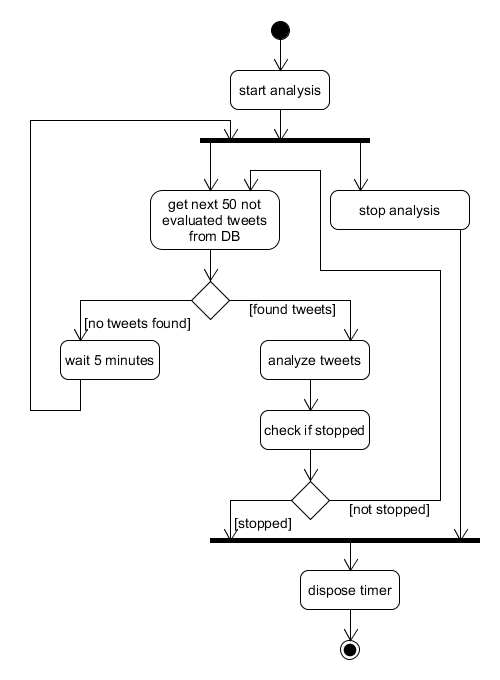 start analysis
get next 50 not
evaluated tweets
from DB
stop analysis
[no tweets found]
[found tweets]
wait 5 minutes
analyze tweets
check if stopped
[stopped]
[not stopped]
dispose timer